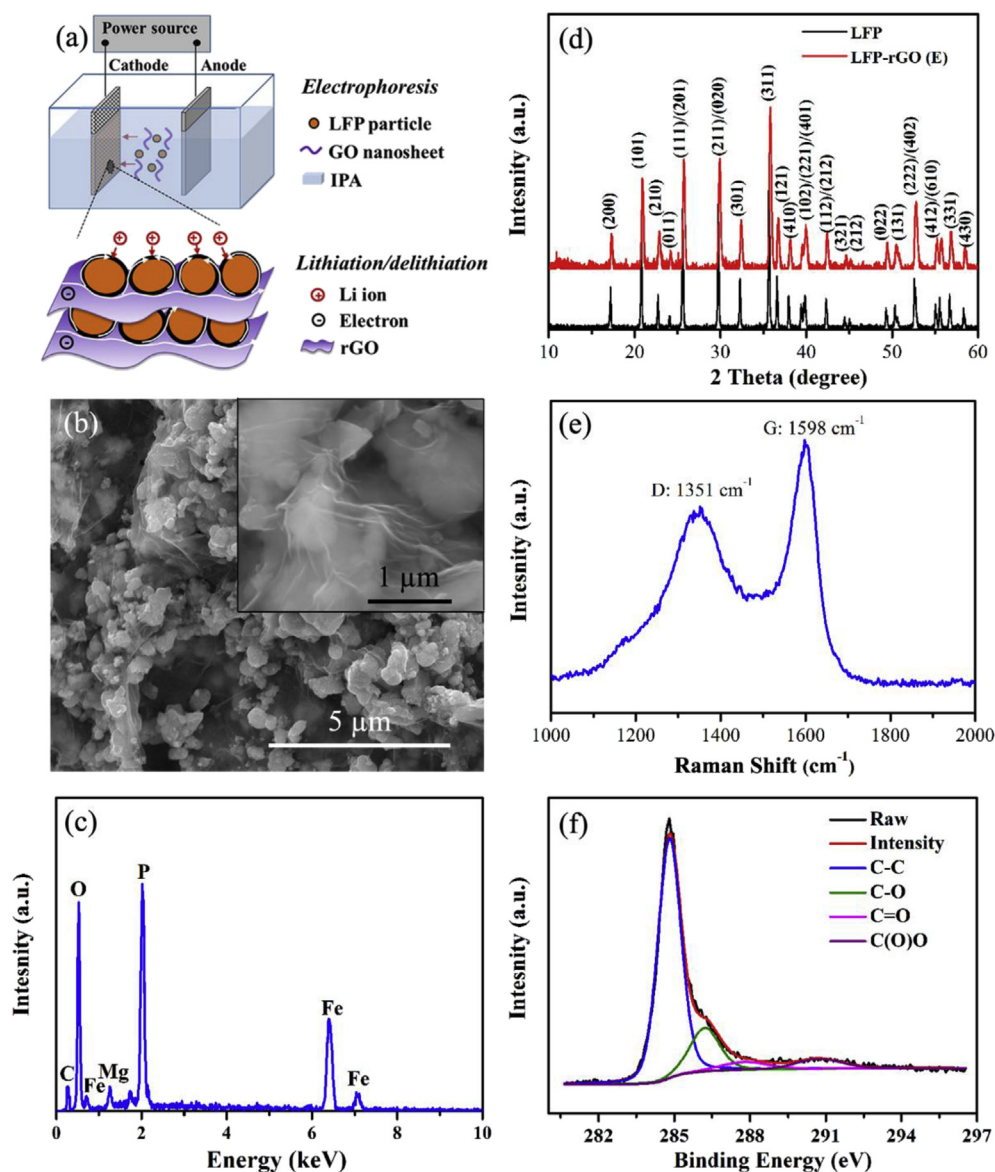 (a)
Power source
Cathode
Anode
Electrophoresis
LFP particle
GO nanosheet
IPA
Lithiation/delithiation
Li ion
Electron
rGO
(b)
1 µm
5 µm
(c)
Intesnity (a.u.)
C
O
Fe
Mg
P
Fe
Fe
0 2 4 6 8 10
Energy (keV)
(d)
LFP
LFP-rGO (E)
Intesnity (a.u.)
(200)
(101)
(210)
(011)
(111)/(201)
(211)/(020)
(301)
(311)
(121)
(410)
(102)/(221)/(401)
(112)/(212)
(321)
(212)
(022)
(131)
(222)/(402)
(412)/(610)
(331)
(430)
10 20 30 40 50 60
2 Theta (degree)
(e)
D: 1351 cm⁻¹
G: 1598 cm⁻¹
Intesnity (a.u.)
1000 1200 1400 1600 1800 2000
Raman Shift (cm⁻¹)
(f)
Raw
Intensity
C-C
C-O
C=O
C(O)O
Intesnity (a.u.)
282 285 288 291 294 297
Binding Energy (eV)